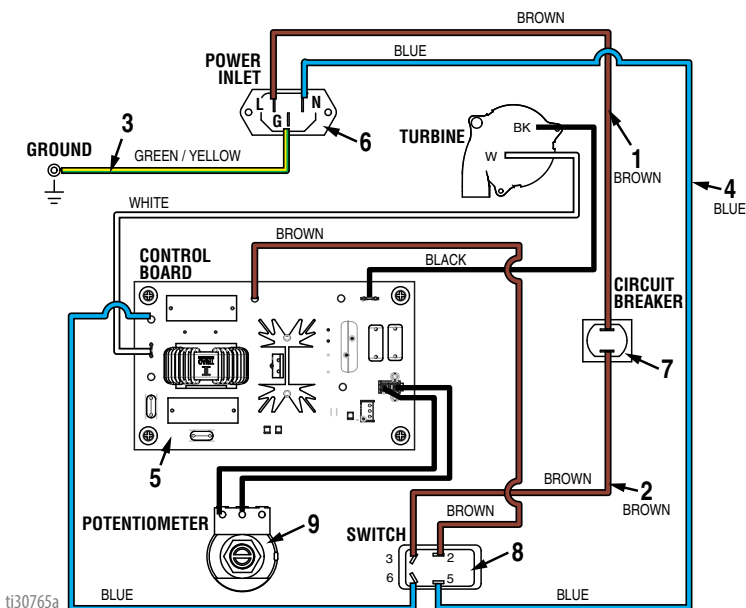 BROWN
BLUE
POWER
INLET
L
N
G
6
TURBINE
BK
W
3
GROUND
GREEN / YELLOW
1
BROWN
4
BLUE
WHITE
BROWN
BLACK
CONTROL
BOARD
CIRCUIT
BREAKER
7
5
2
BROWN
BROWN
BROWN
POTENTIOMETER
9
SWITCH
3
2
6
5
8
BLUE
BLUE
ti30765a